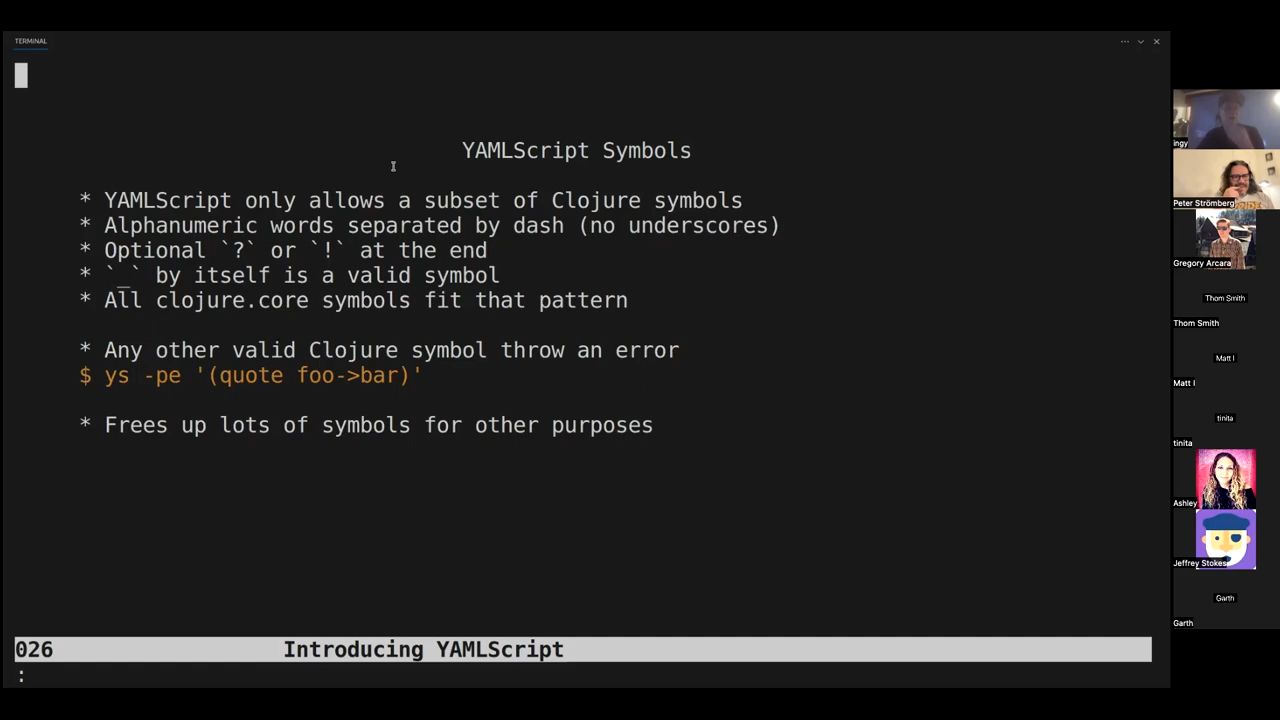 TERMINAL
YAMLScript Symbols
* YAMLScript only allows a subset of Clojure symbols
* Alphanumeric words separated by dash (no underscores)
* Optional `?` or `!` at the end
* `_` by itself is a valid symbol
* All clojure.core symbols fit that pattern
* Any other valid Clojure symbol throw an error
$ ys -pe '(quote foo->bar)'
* Frees up lots of symbols for other purposes
026 Introducing YAMLScript
:
ingy
Peter Strömberg
Gregory Arcara
Thom Smith
Thom Smith
Matt I
Matt I
tinita
tinita
Ashley
Jeffrey Stokes
Garth
Garth